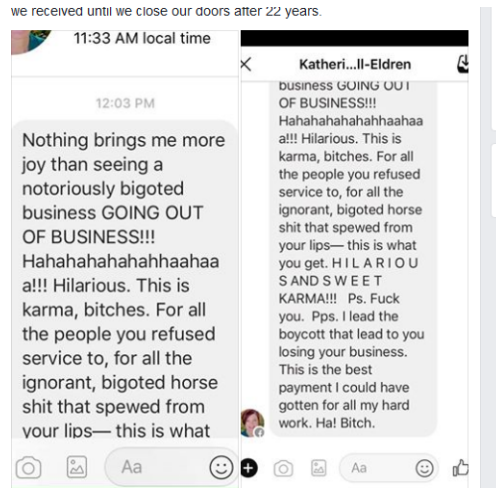 we received until we close our doors after 22 years.
11:33 AM local time
12:03 PM
Nothing brings me more
joy than seeing a
notoriously bigoted
business GOING OUT
OF BUSINESS!!!
Hahahahahahahhaahaa
a!!! Hilarious. This is
karma, bitches. For all
the people you refused
service to, for all the
ignorant, bigoted horse
shit that spewed from
your lips— this is what
Aa
Katheri...ll-Eldren
business GOING OUT
OF BUSINESS!!!
Hahahahahahahhaahaa
a!!! Hilarious. This is
karma, bitches. For all
the people you refused
service to, for all the
ignorant, bigoted horse
shit that spewed from
your lips— this is what
you get. H I L A R I O U
S AND S W E E T
KARMA!!! Ps. Fuck
you. Pps. I lead the
boycott that lead to you
losing your business.
This is the best
payment I could have
gotten for all my hard
work. Ha! Bitch.
Aa